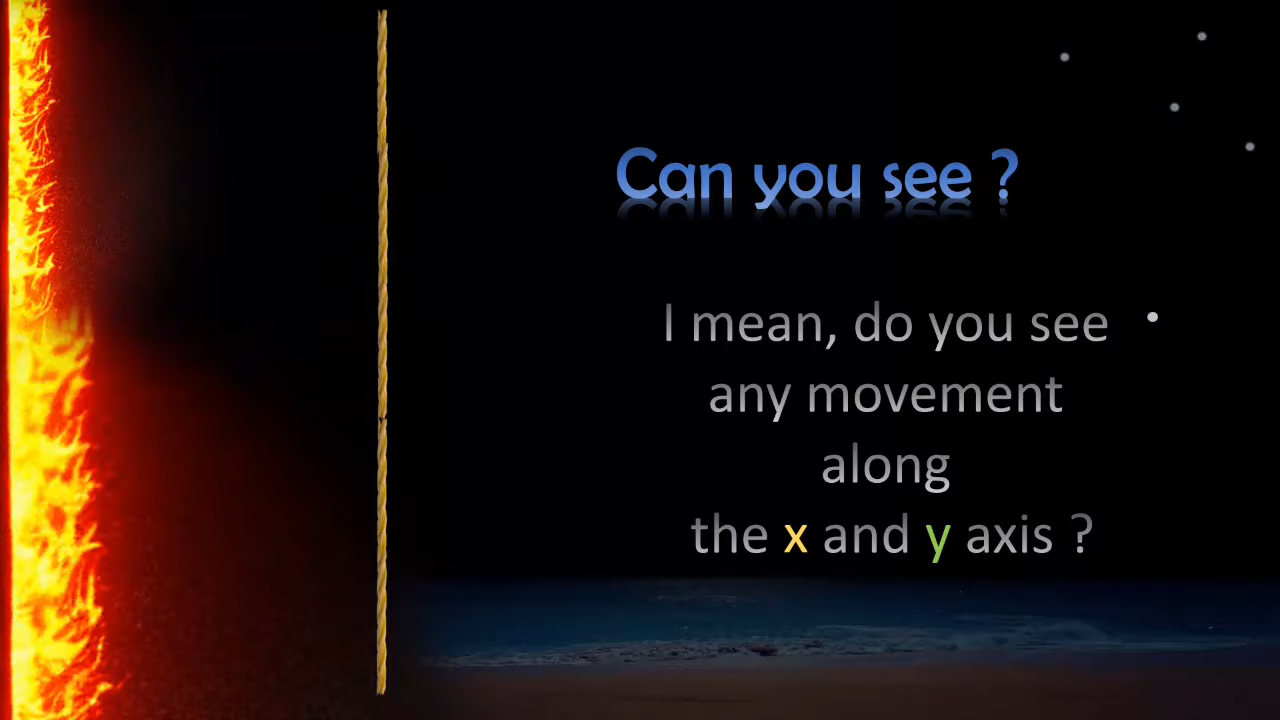 Can you see ?
I mean, do you see
any movement
along
the x and y axis ?